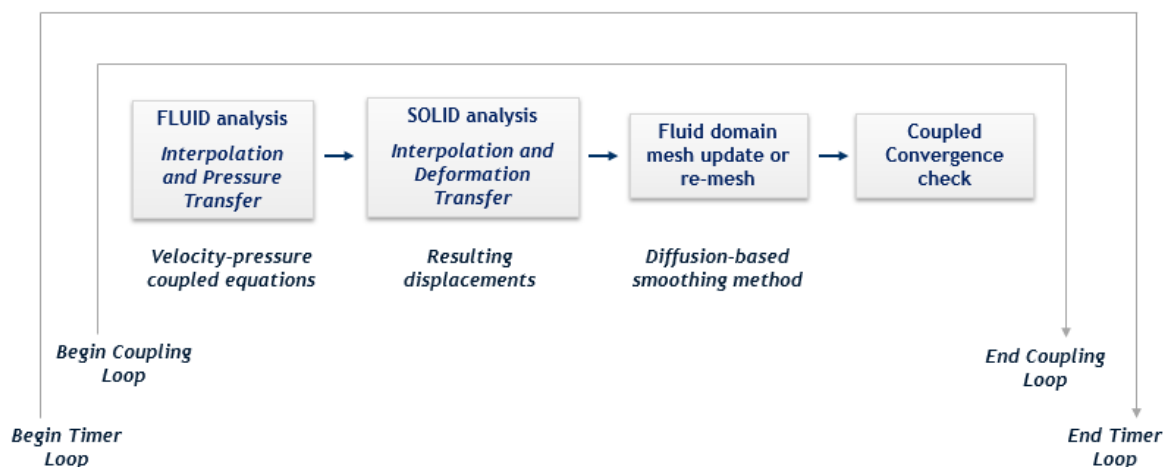 FLUID analysis
Interpolation
and Pressure
Transfer
SOLID analysis
Interpolation and
Deformation
Transfer
Fluid domain
mesh update or
re-mesh
Coupled
Convergence
check
Velocity-pressure
coupled equations
Resulting
displacements
Diffusion-based
smoothing method
Begin Coupling
Loop
End Coupling
Loop
Begin Timer
Loop
End Timer
Loop